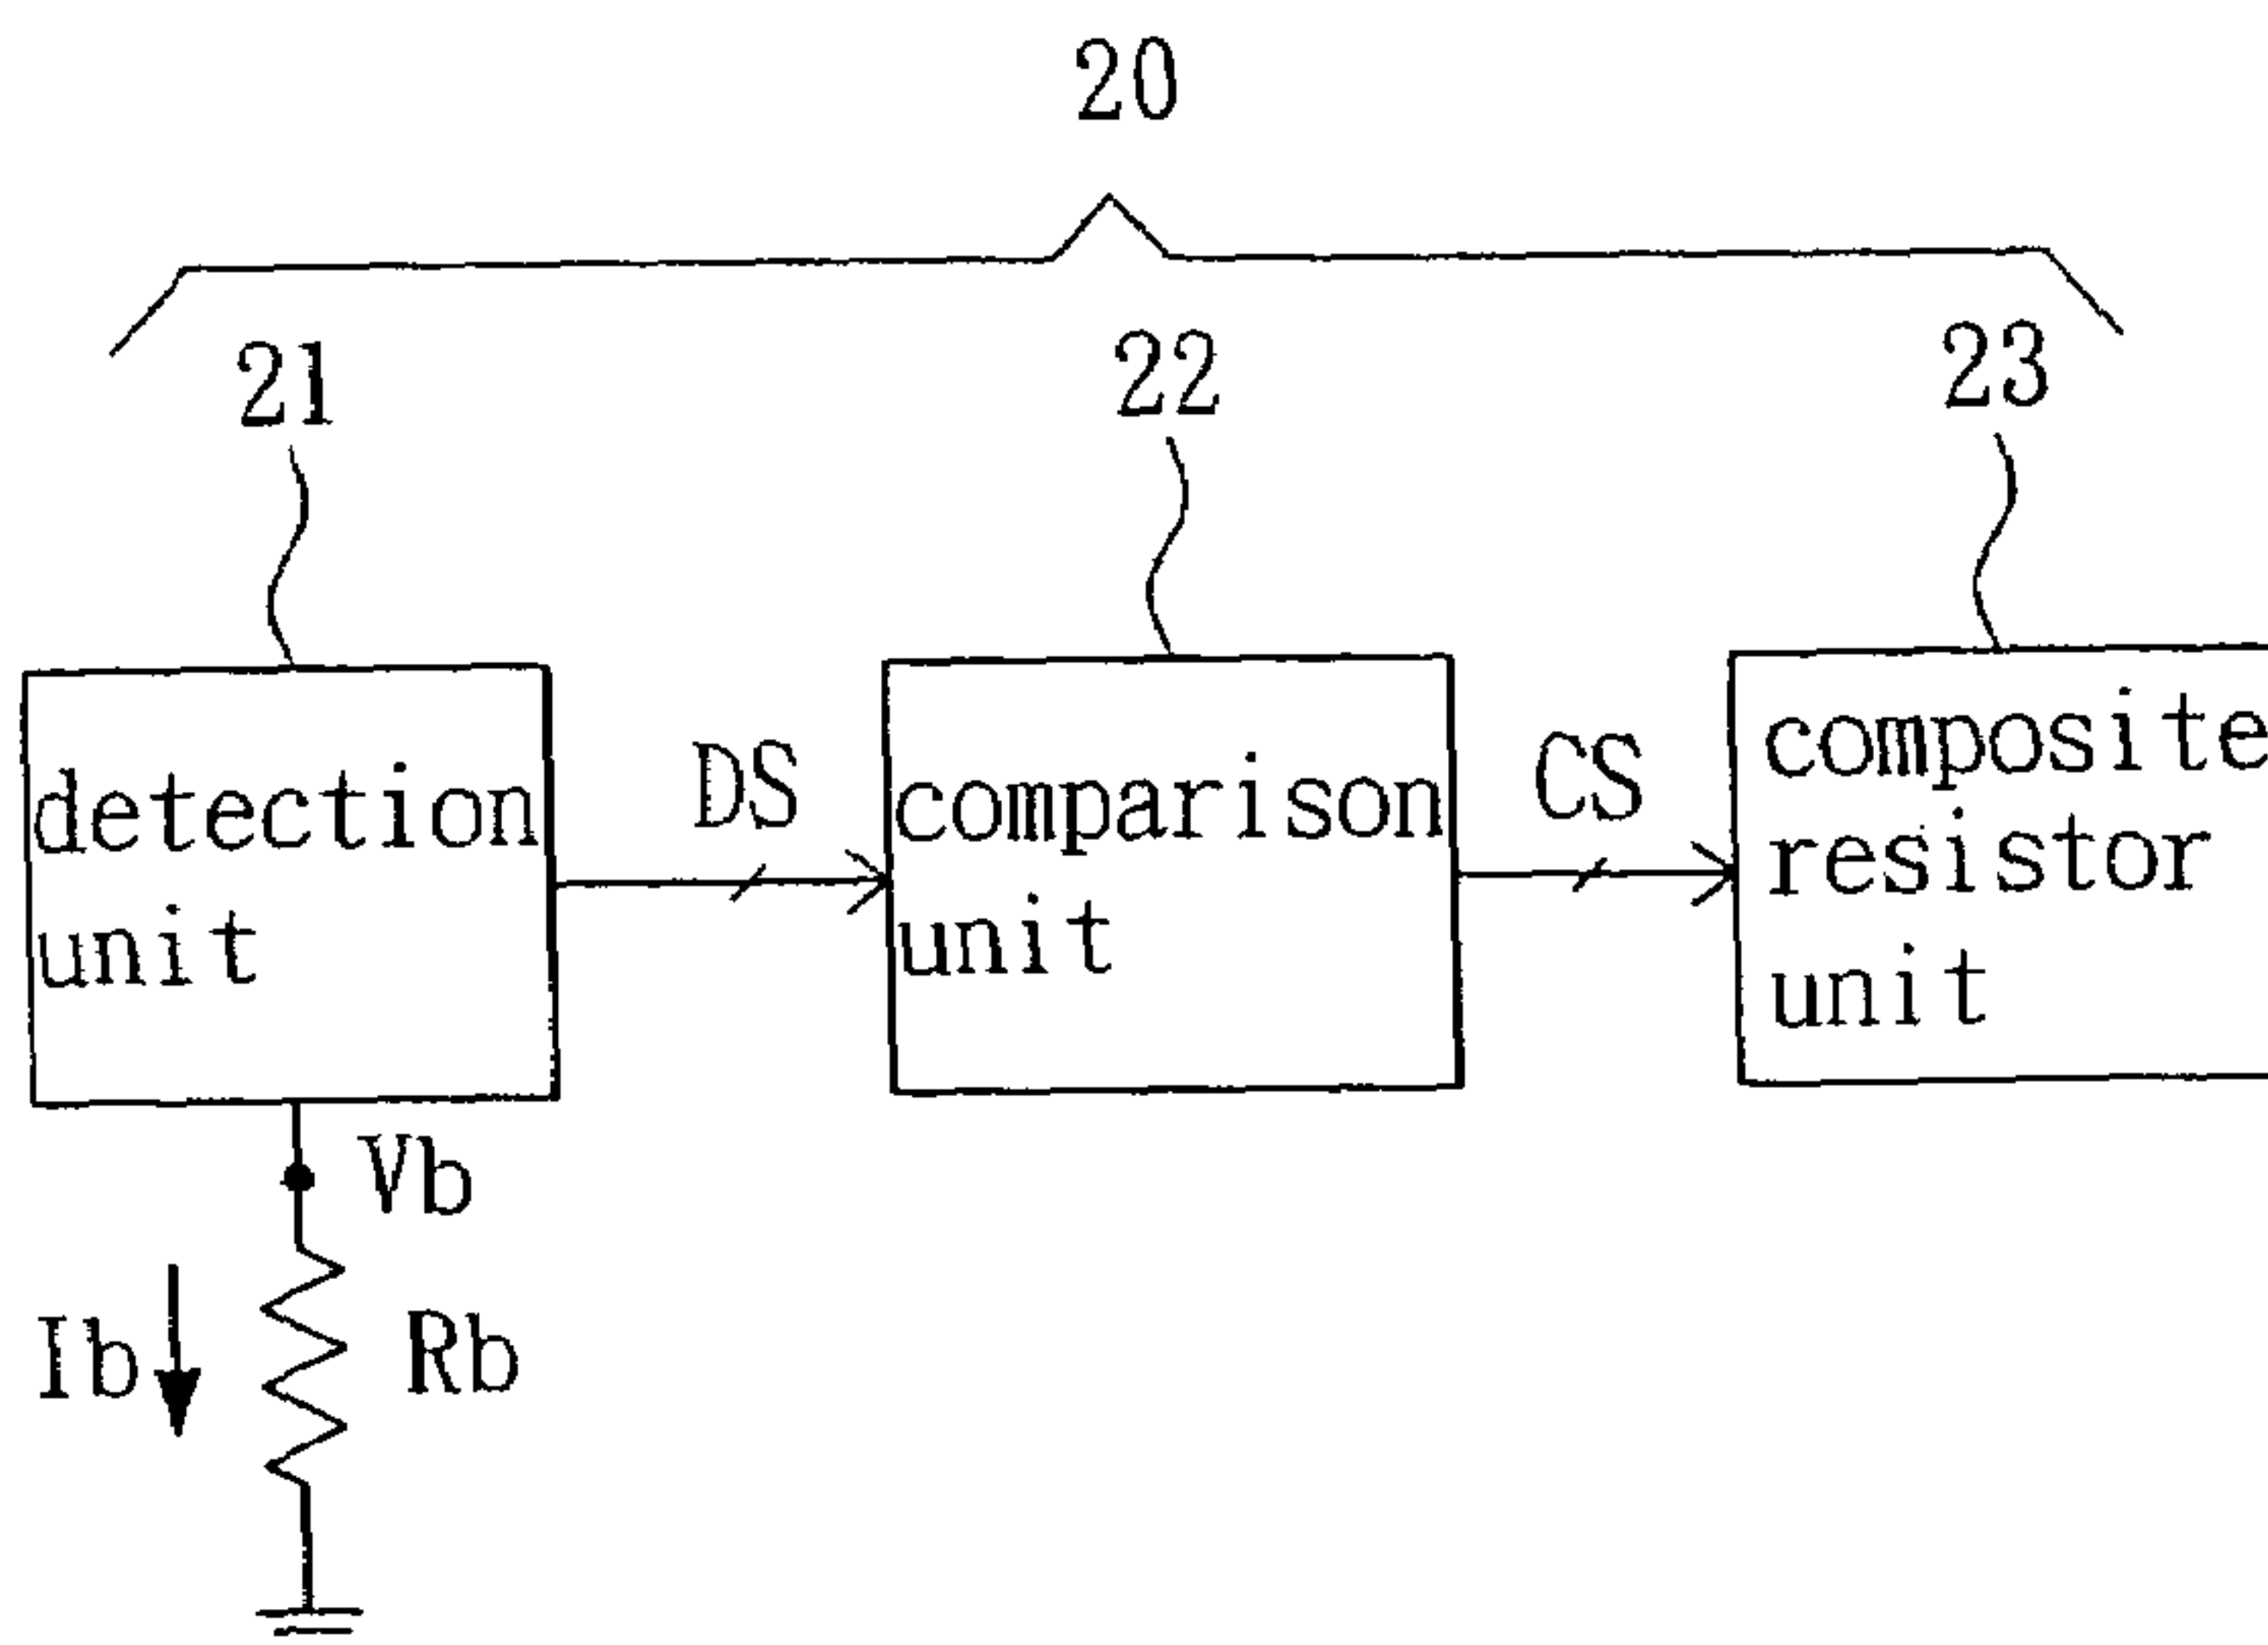 20
21
22
23
detection
unit
DS
comparison
unit
CS
composite
resistor
unit
Vb
Ib
Rb